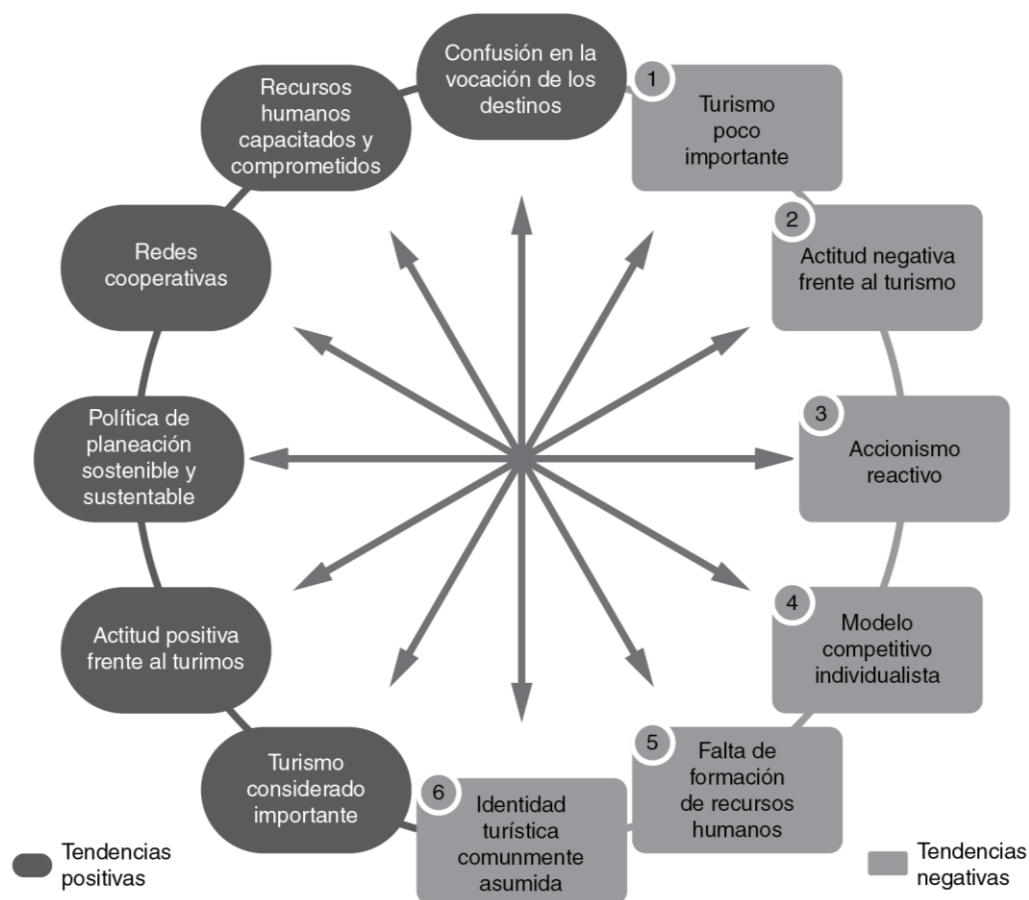 Confusión en la
vocación de los
destinos
1
Turismo
poco
importante
2
Actitud negativa
frente al turismo
3
Accionismo
reactivo
4
Modelo
competitivo
individualista
5
Falta de
formación
de recursos
humanos
6
Identidad
turística
comunmente
asumida
Turismo
considerado
importante
Actitud positiva
frente al turimos
Política de
planeación
sostenible y
sustentable
Redes
cooperativas
Recursos
humanos
capacitados y
comprometidos
Tendencias
positivas
Tendencias
negativas